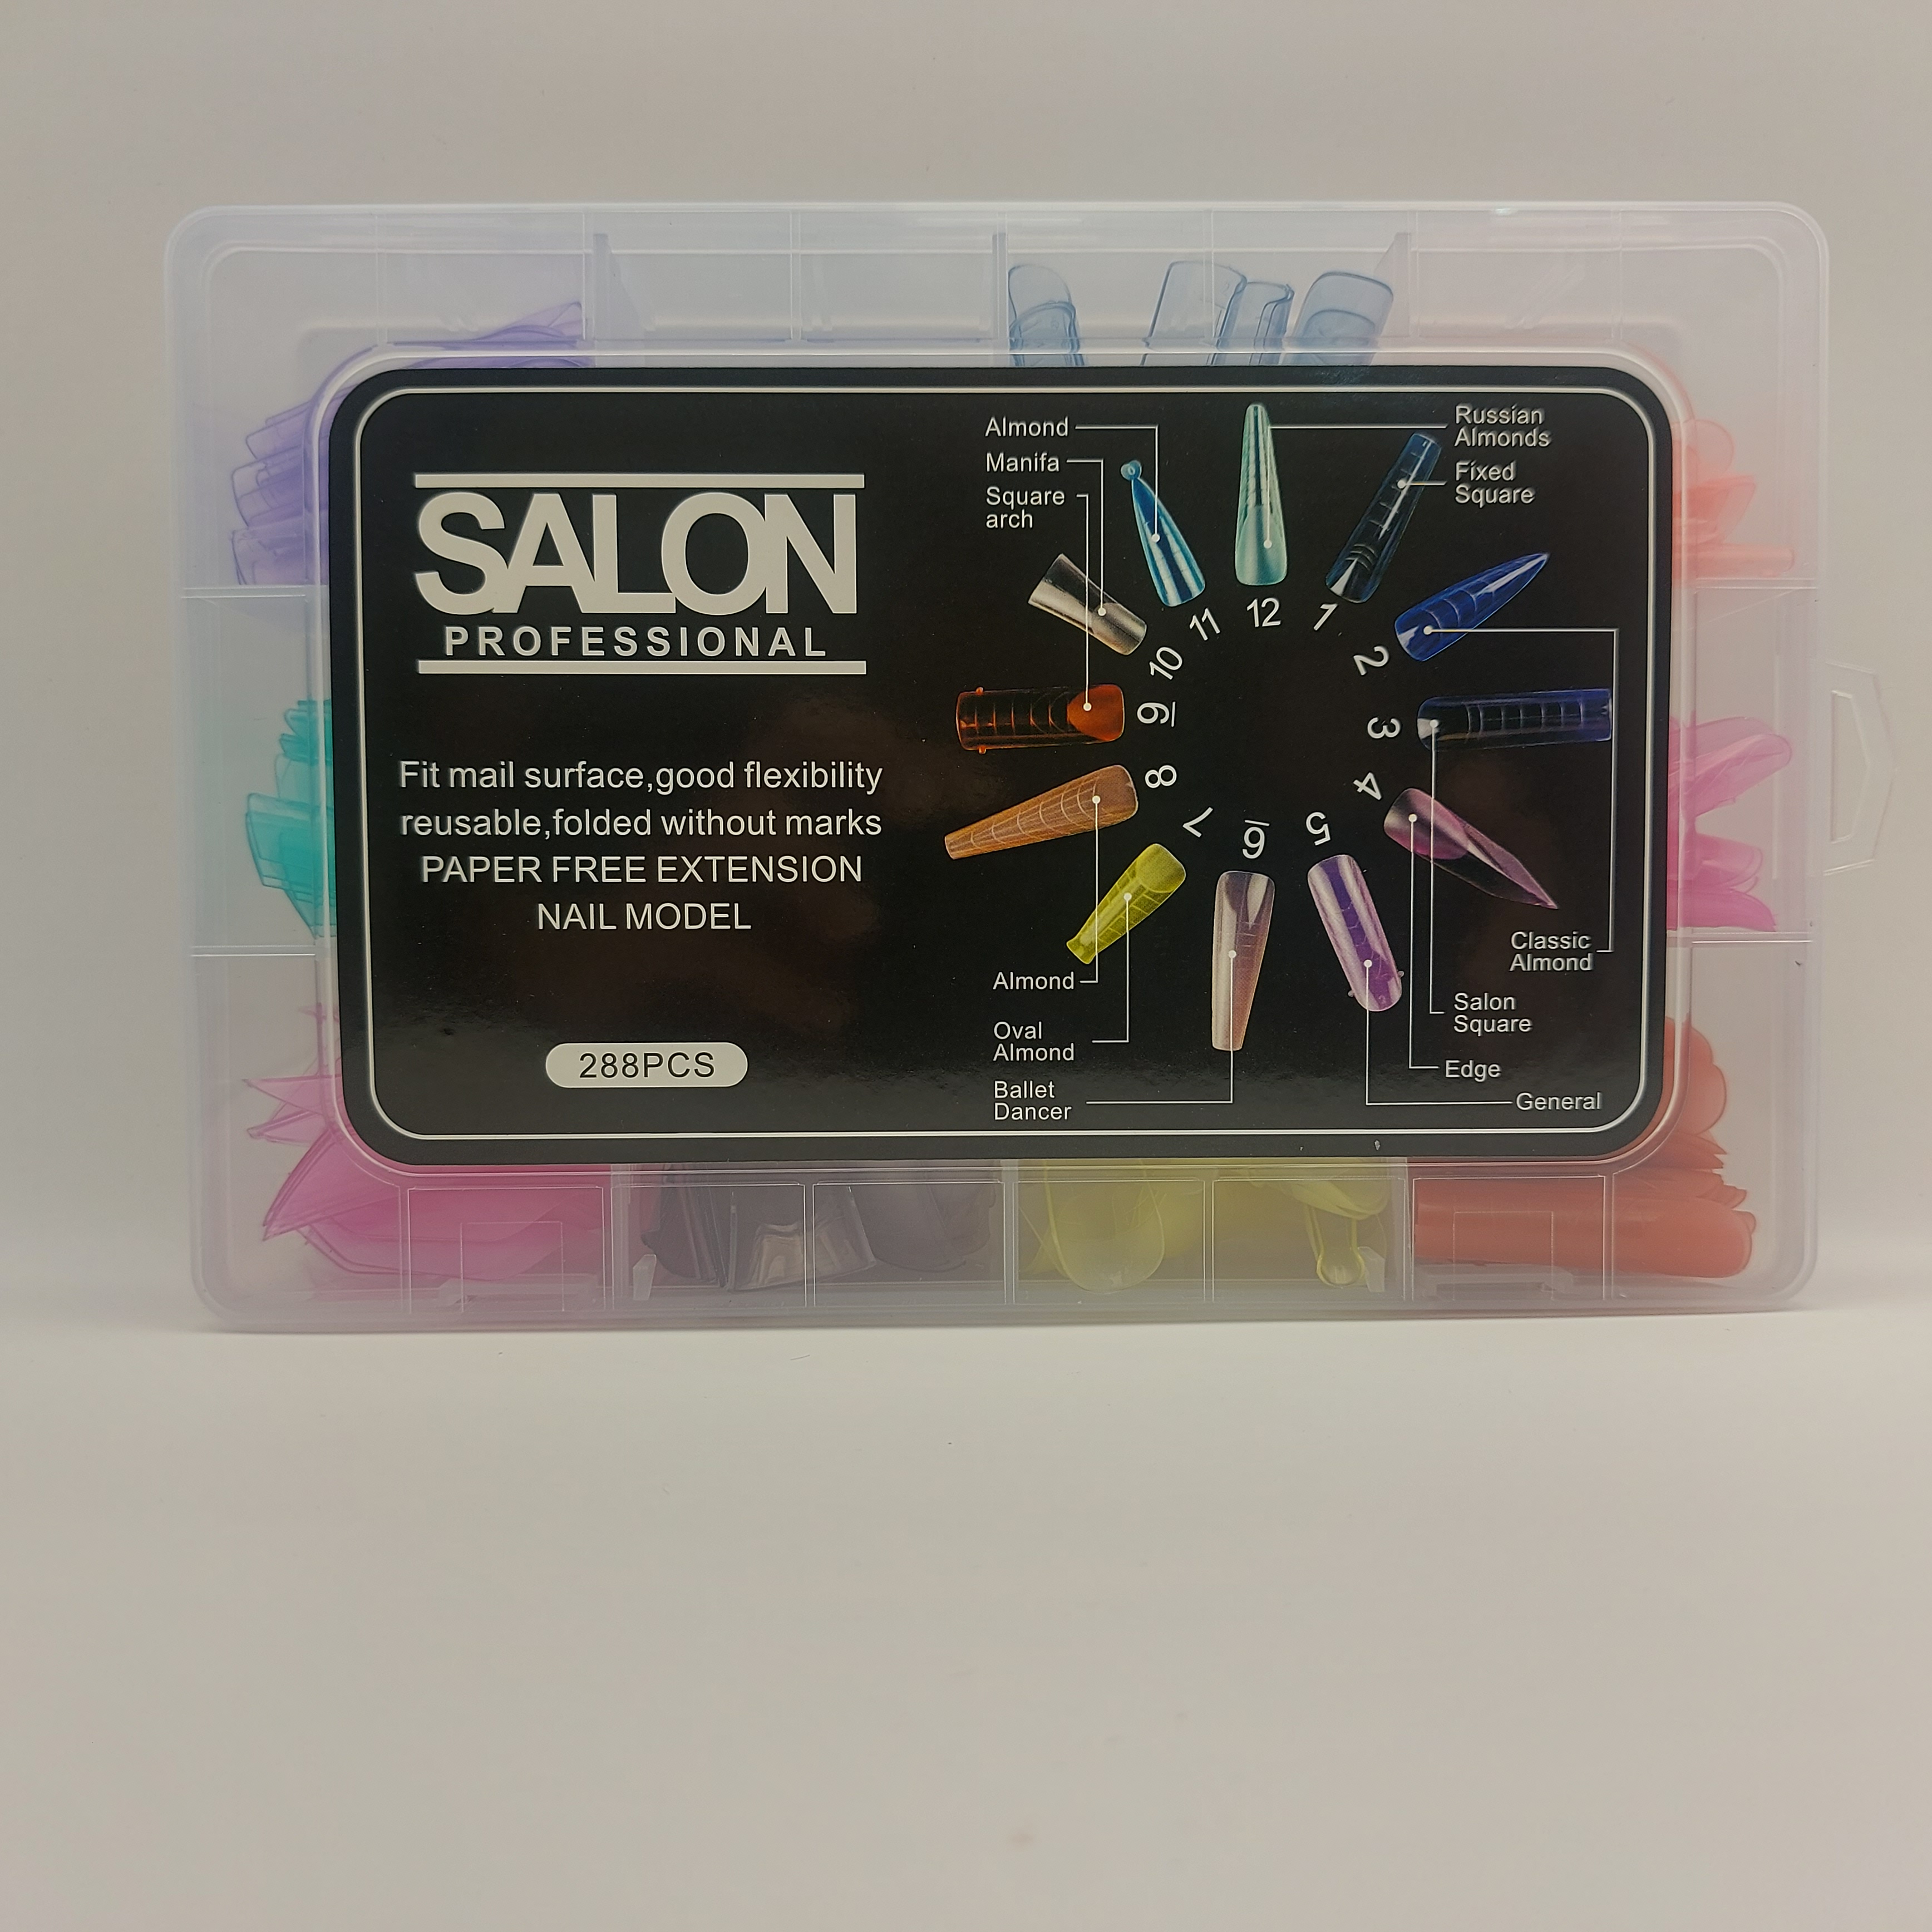 SALON
PROFESSIONAL
Fit mail surface,good flexibility
reusable,folded without marks
PAPER FREE EXTENSION
NAIL MODEL
288PCS
Almond
Manifa
Square
arch
Russian
Almonds
Fixed
Square
12
1
2
3
4
5
6
7
8
9
10
11
Almond
Oval
Almond
Ballet
Dancer
Classic
Almond
Salon
Square
Edge
General